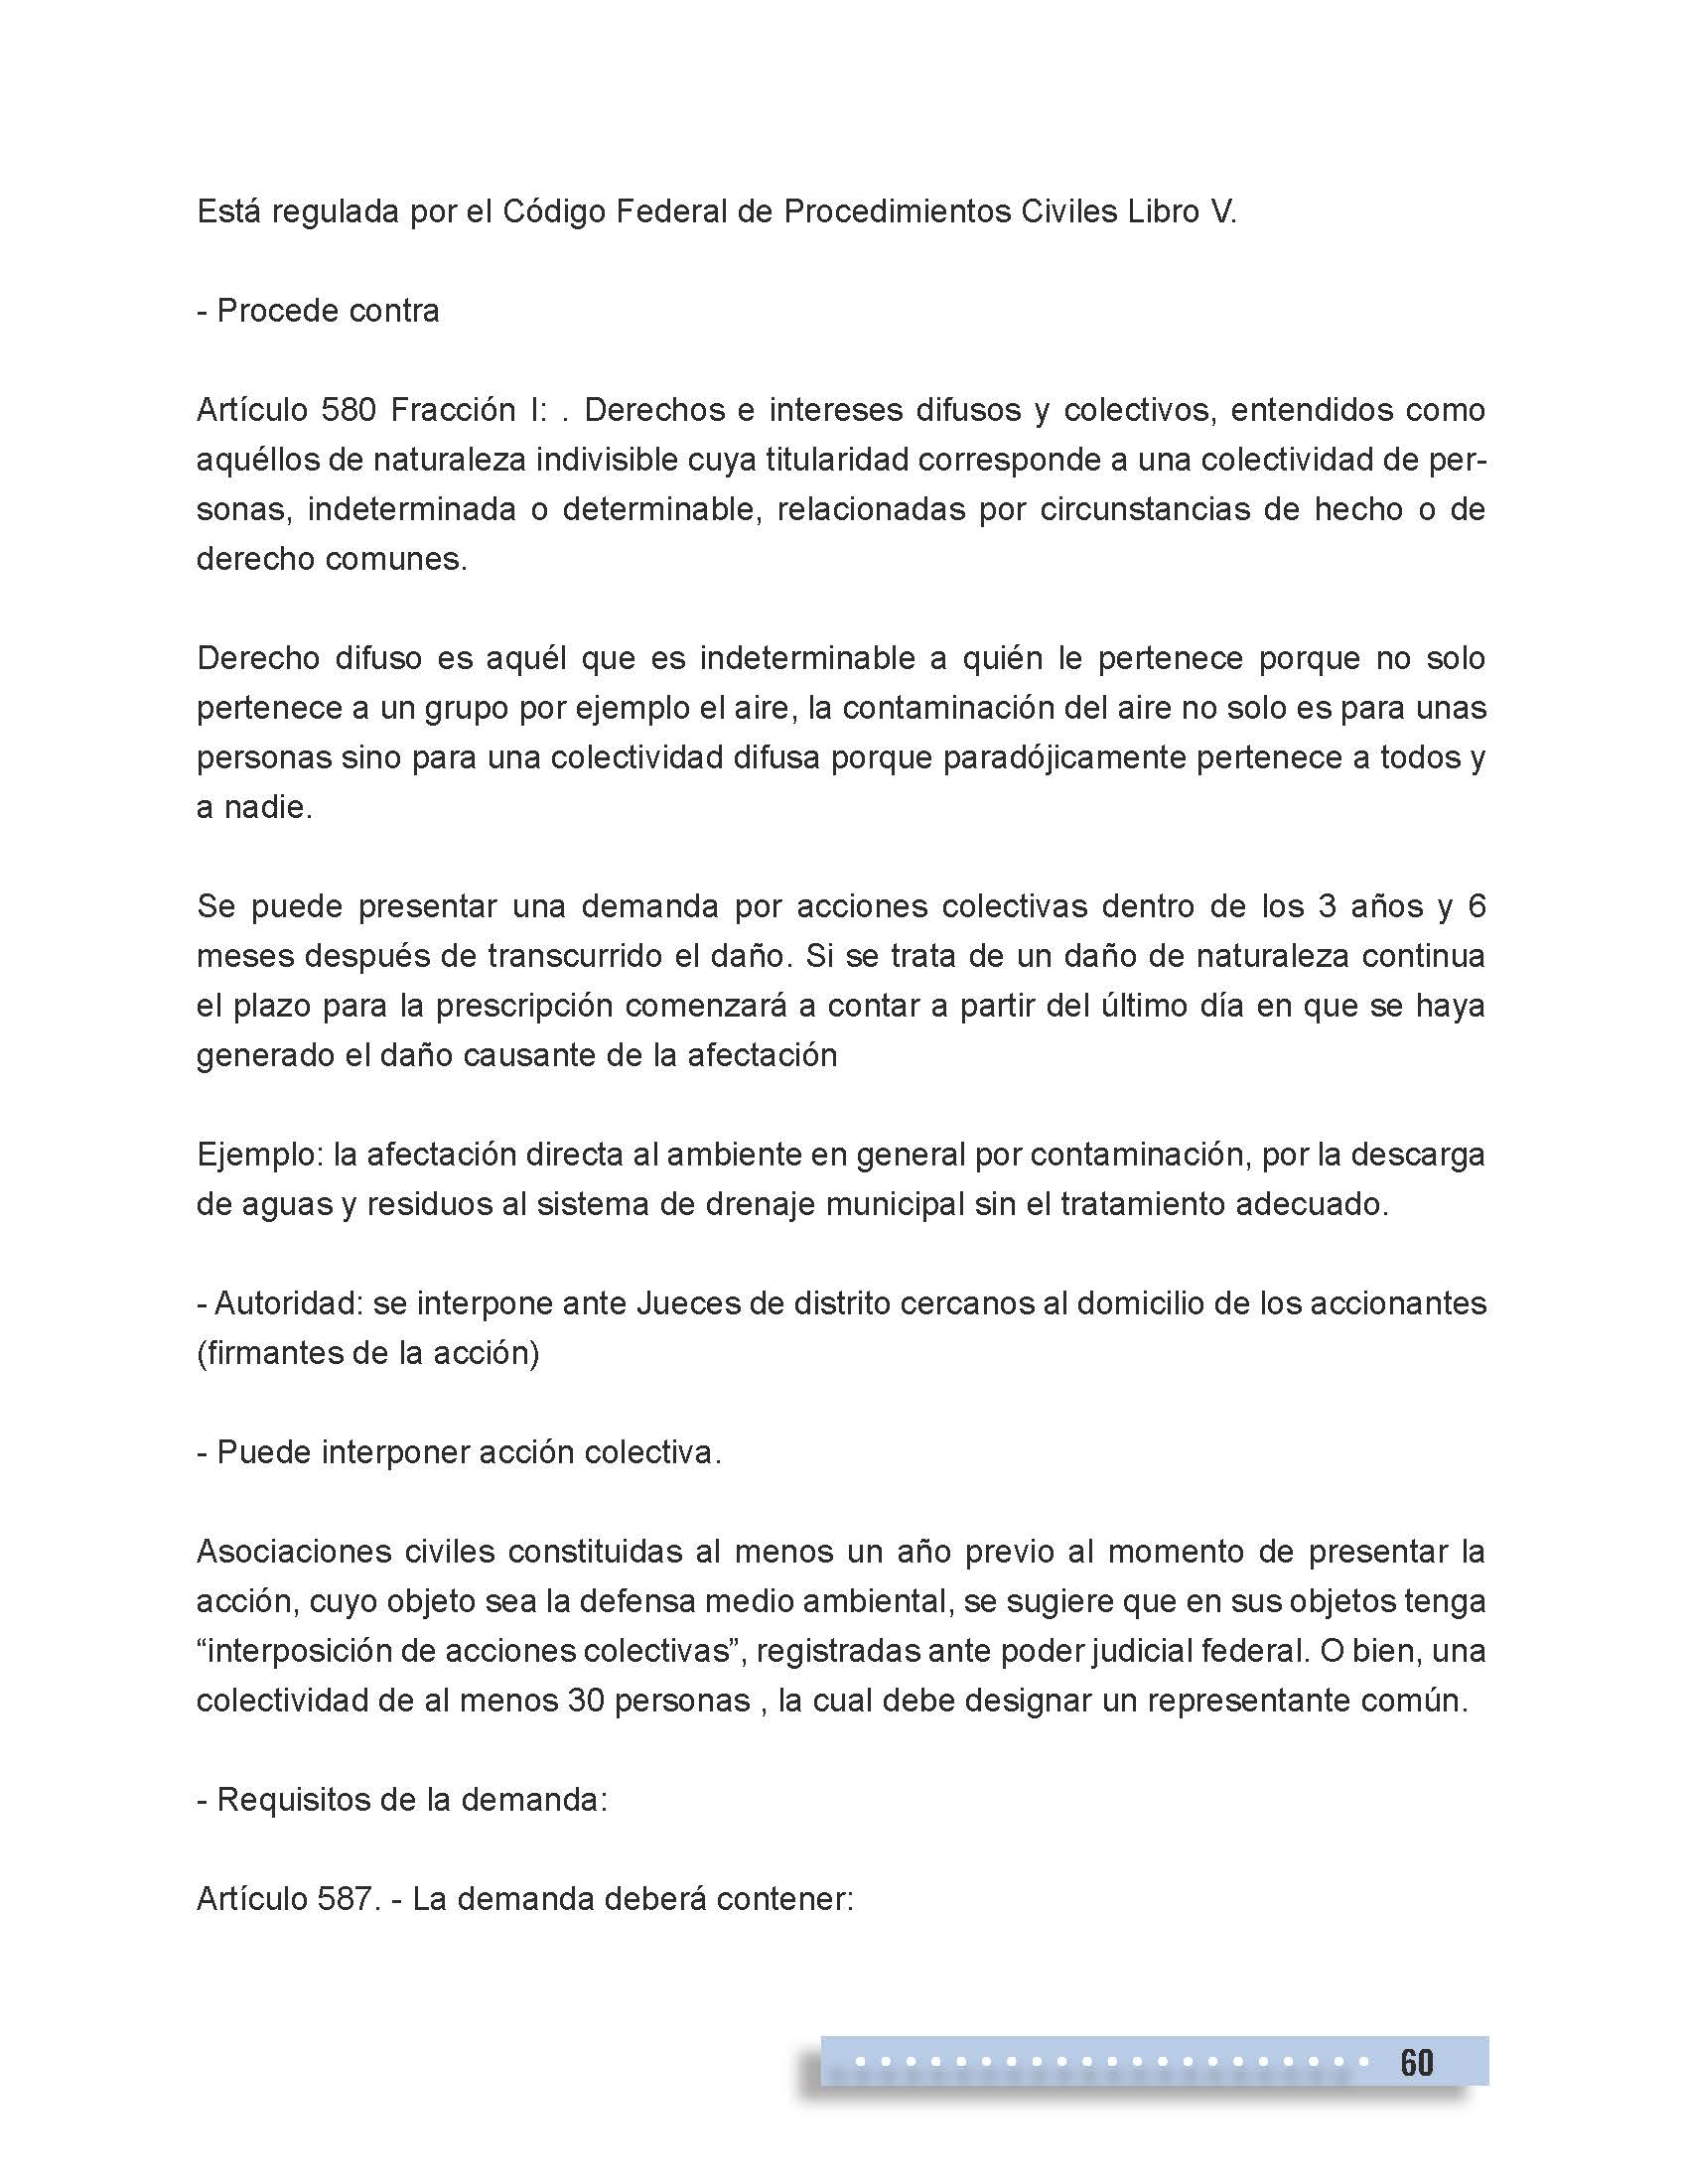 Está regulada por el Código Federal de Procedimientos Civiles Libro V.
- Procede contra
Artículo 580 Fracción I: . Derechos e intereses difusos y colectivos, entendidos como
aquéllos de naturaleza indivisible cuya titularidad corresponde a una colectividad de per-
sonas, indeterminada o determinable, relacionadas por circunstancias de hecho o de
derecho comunes.
Derecho difuso es aquél que es indeterminable a quién le pertenece porque no solo
pertenece a un grupo por ejemplo el aire, la contaminación del aire no solo es para unas
personas sino para una colectividad difusa porque paradójicamente pertenece a todos y
a nadie.
Se puede presentar una demanda por acciones colectivas dentro de los 3 años y 6
meses después de transcurrido el daño. Si se trata de un daño de naturaleza continua
el plazo para la prescripción comenzará a contar a partir del último día en que se haya
generado el daño causante de la afectación
Ejemplo: la afectación directa al ambiente en general por contaminación, por la descarga
de aguas y residuos al sistema de drenaje municipal sin el tratamiento adecuado.
- Autoridad: se interpone ante Jueces de distrito cercanos al domicilio de los accionantes
(firmantes de la acción)
- Puede interponer acción colectiva.
Asociaciones civiles constituidas al menos un año previo al momento de presentar la
acción, cuyo objeto sea la defensa medio ambiental, se sugiere que en sus objetos tenga
“interposición de acciones colectivas”, registradas ante poder judicial federal. O bien, una
colectividad de al menos 30 personas , la cual debe designar un representante común.
- Requisitos de la demanda:
Artículo 587. - La demanda deberá contener:
60